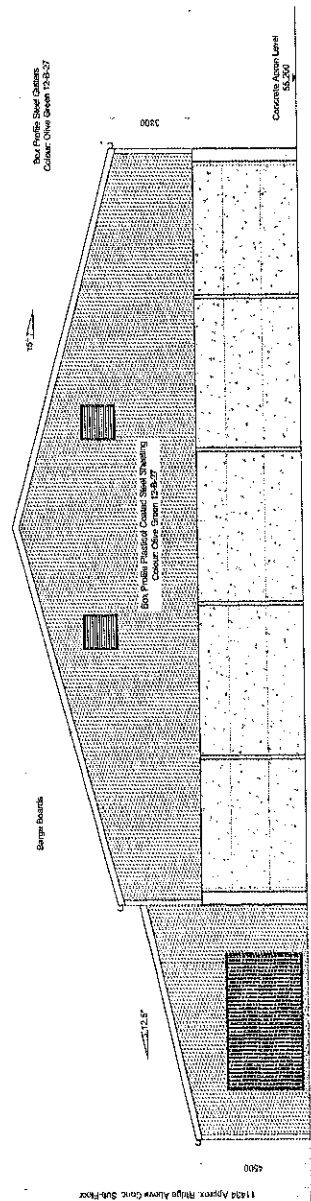 Box Profile Steel Gutters
Colour: Olive Green 12-B-27
15°
Barge Boards
12.5°
Box Profile Plastisol Coated Steel Sheeting
Colour: Olive Green 12-B-27
3800
Concrete Apron Level
55,200
4500
11434 Approx. Ridge Above Conc. Sub-Floor